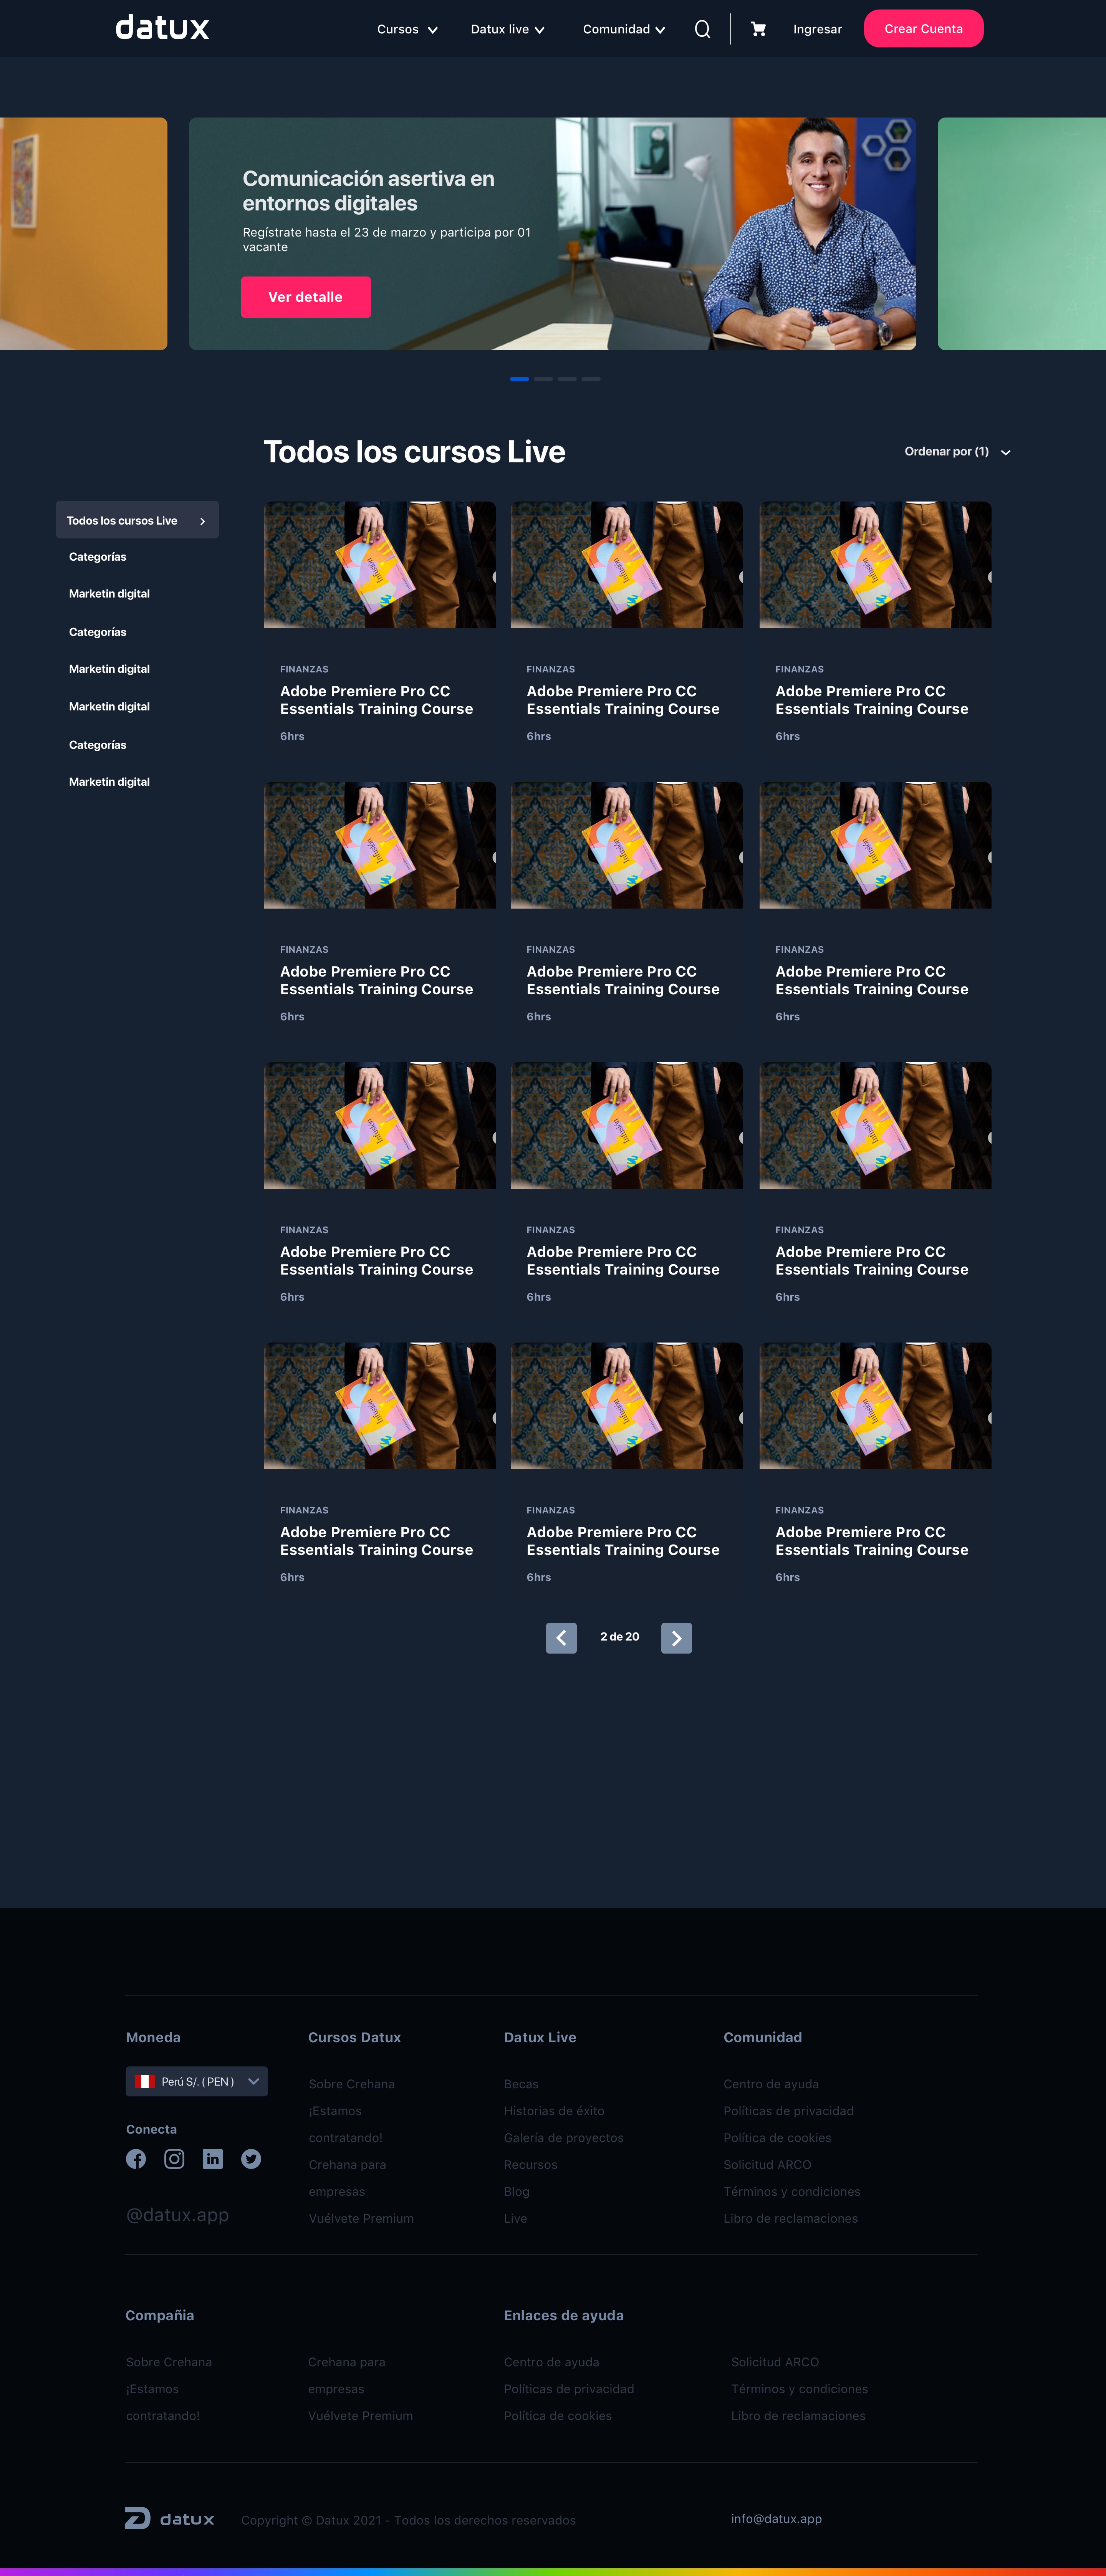 datux
Cursos
Datux live
Comunidad
Ingresar
Crear Cuenta
Comunicación asertiva en
entornos digitales
Regístrate hasta el 23 de marzo y participa por 01
vacante
Ver detalle
Todos los cursos Live
Ordenar por (1)
Todos los cursos Live
Categorías
Marketin digital
Categorías
Marketin digital
Marketin digital
Categorías
Marketin digital
Infusión
FINANZAS
Adobe Premiere Pro CC
Essentials Training Course
6hrs
Infusión
FINANZAS
Adobe Premiere Pro CC
Essentials Training Course
6hrs
Infusión
FINANZAS
Adobe Premiere Pro CC
Essentials Training Course
6hrs
Infusión
FINANZAS
Adobe Premiere Pro CC
Essentials Training Course
6hrs
Infusión
FINANZAS
Adobe Premiere Pro CC
Essentials Training Course
6hrs
Infusión
FINANZAS
Adobe Premiere Pro CC
Essentials Training Course
6hrs
Infusión
FINANZAS
Adobe Premiere Pro CC
Essentials Training Course
6hrs
Infusión
FINANZAS
Adobe Premiere Pro CC
Essentials Training Course
6hrs
Infusión
FINANZAS
Adobe Premiere Pro CC
Essentials Training Course
6hrs
Infusión
FINANZAS
Adobe Premiere Pro CC
Essentials Training Course
6hrs
Infusión
FINANZAS
Adobe Premiere Pro CC
Essentials Training Course
6hrs
Infusión
FINANZAS
Adobe Premiere Pro CC
Essentials Training Course
6hrs
2 de 20
Moneda
Perú S/. ( PEN )
Conecta
@datux.app
Cursos Datux
Sobre Crehana
¡Estamos
contratando!
Crehana para
empresas
Vuélvete Premium
Datux Live
Becas
Historias de éxito
Galería de proyectos
Recursos
Blog
Live
Comunidad
Centro de ayuda
Políticas de privacidad
Política de cookies
Solicitud ARCO
Términos y condiciones
Libro de reclamaciones
Compañia
Sobre Crehana
¡Estamos
contratando!
Crehana para
empresas
Vuélvete Premium
Enlaces de ayuda
Centro de ayuda
Políticas de privacidad
Política de cookies
Solicitud ARCO
Términos y condiciones
Libro de reclamaciones
datux
Copyright © Datux 2021 - Todos los derechos reservados
info@datux.app